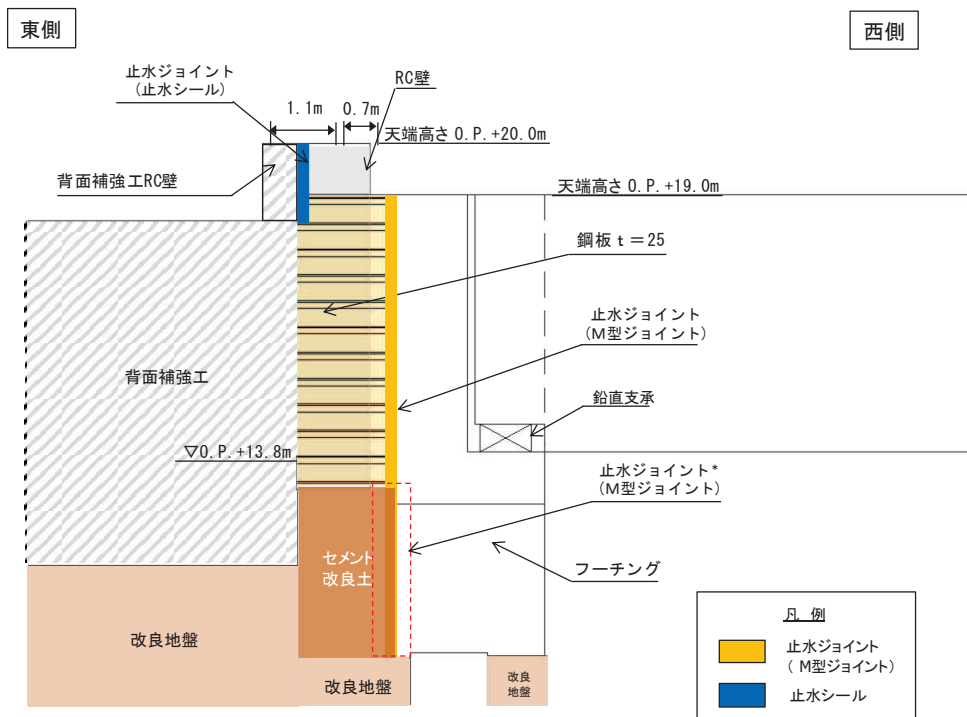 東側
西側
止水ジョイント
(止水シール)
RC壁
1.1m
0.7m
天端高さ O.P.+20.0m
背面補強工RC壁
天端高さ O.P.+19.0m
鋼板 t=25
止水ジョイント
(M型ジョイント)
背面補強工
鉛直支承
▽O.P.+13.8m
止水ジョイント*
(M型ジョイント)
セメント
改良土
フーチング
改良地盤
改良地盤
改良
地盤
凡 例
止水ジョイント
( M型ジョイント)
止水シール